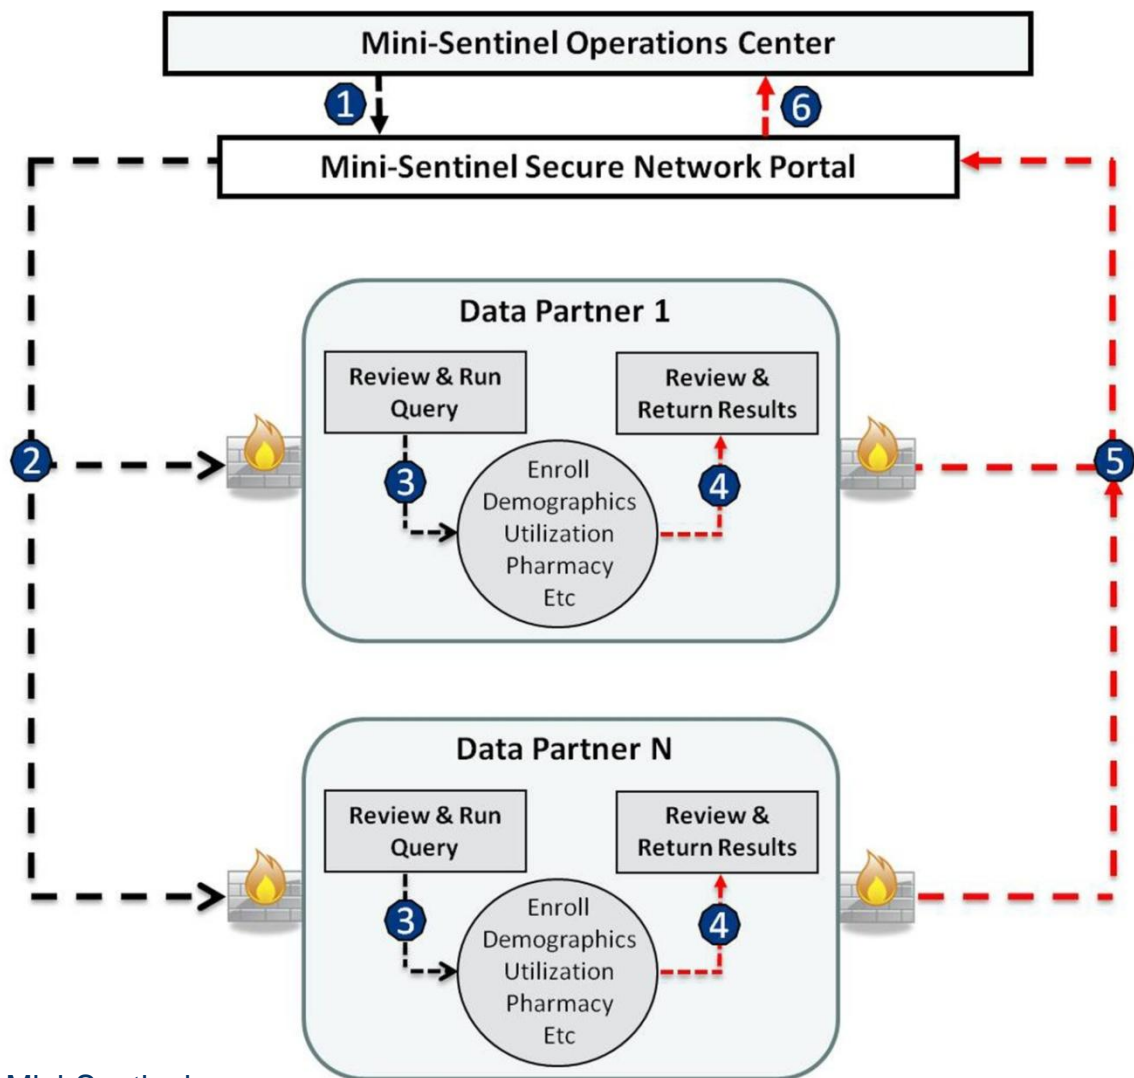 Mini-Sentinel Operations Center
1
6
Mini-Sentinel Secure Network Portal
Data Partner 1
Review & Run
Query
Review &
Return Results
2
3
Enroll
Demographics
Utilization
Pharmacy
Etc
4
5
Data Partner N
Review & Run
Query
Review &
Return Results
3
Enroll
Demographics
Utilization
Pharmacy
Etc
4